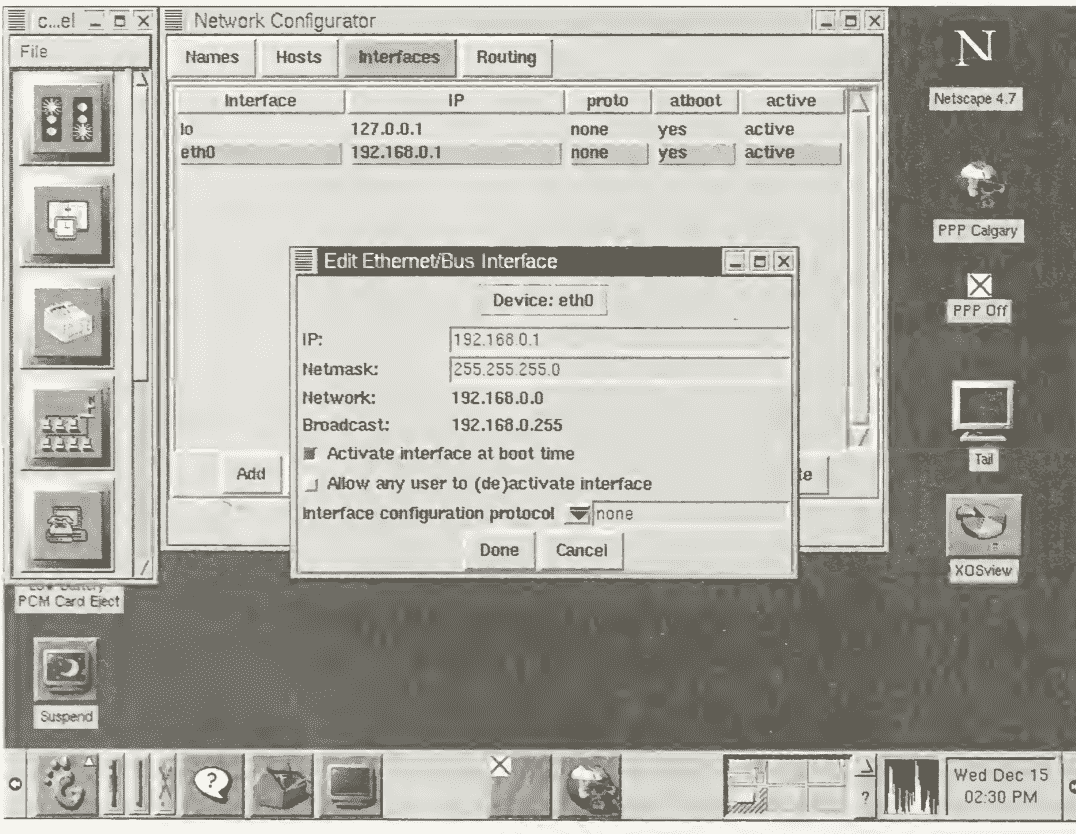 c...el
File
Network Configurator
Names Hosts Interfaces Routing
Interface IP proto atboot active
lo 127.0.0.1 none yes active
eth0 192.168.0.1 none yes active
Add
Edit Ethernet/Bus Interface
Device: eth0
IP: 192.168.0.1
Netmask: 255.255.255.0
Network: 192.168.0.0
Broadcast: 192.168.0.255
Activate interface at boot time
Allow any user to (de)activate interface
Interface configuration protocol none
Done Cancel
N
Netscape 4.7
PPP Calgary
PPP Off
Tail
XOSview
PCM Card Eject
Suspend
?
?
Wed Dec 15
02:30 PM